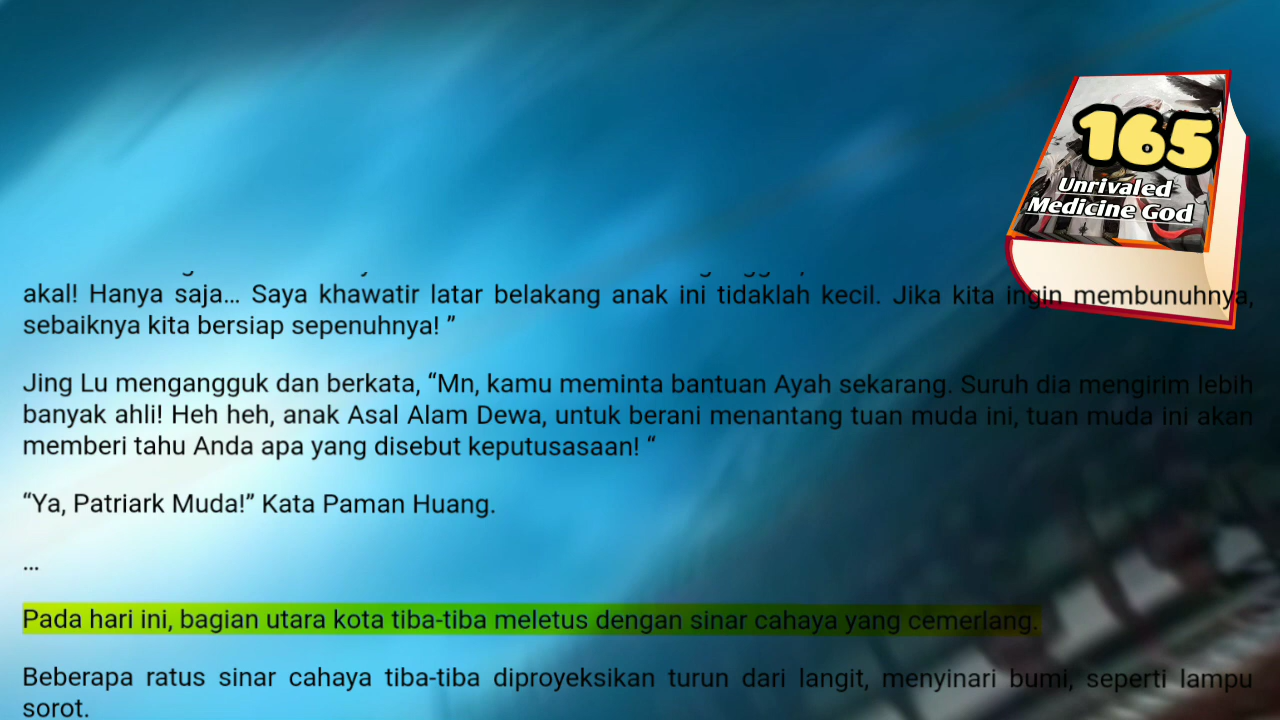 165
Unrivaled
Medicine God
akal! Hanya saja… Saya khawatir latar belakang anak ini tidaklah kecil. Jika kita ingin membunuhnya,
sebaiknya kita bersiap sepenuhnya! ”
Jing Lu mengangguk dan berkata, “Mn, kamu meminta bantuan Ayah sekarang. Suruh dia mengirim lebih
banyak ahli! Heh heh, anak Asal Alam Dewa, untuk berani menantang tuan muda ini, tuan muda ini akan
memberi tahu Anda apa yang disebut keputusasaan! “
“Ya, Patriark Muda!” Kata Paman Huang.
…
Pada hari ini, bagian utara kota tiba-tiba meletus dengan sinar cahaya yang cemerlang.
Beberapa ratus sinar cahaya tiba-tiba diproyeksikan turun dari langit, menyinari bumi, seperti lampu
sorot.